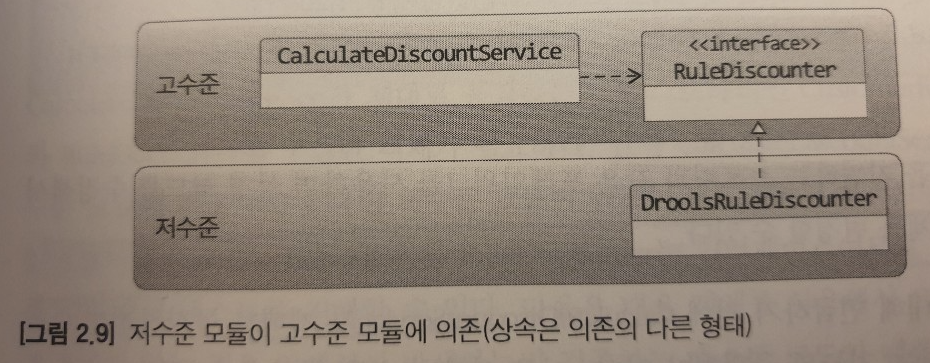 고수준
CalculateDiscountService
<<interface>>
RuleDiscounter
저수준
DroolsRuleDiscounter
[그림 2.9] 저수준 모듈이 고수준 모듈에 의존(상속은 의존의 다른 형태)